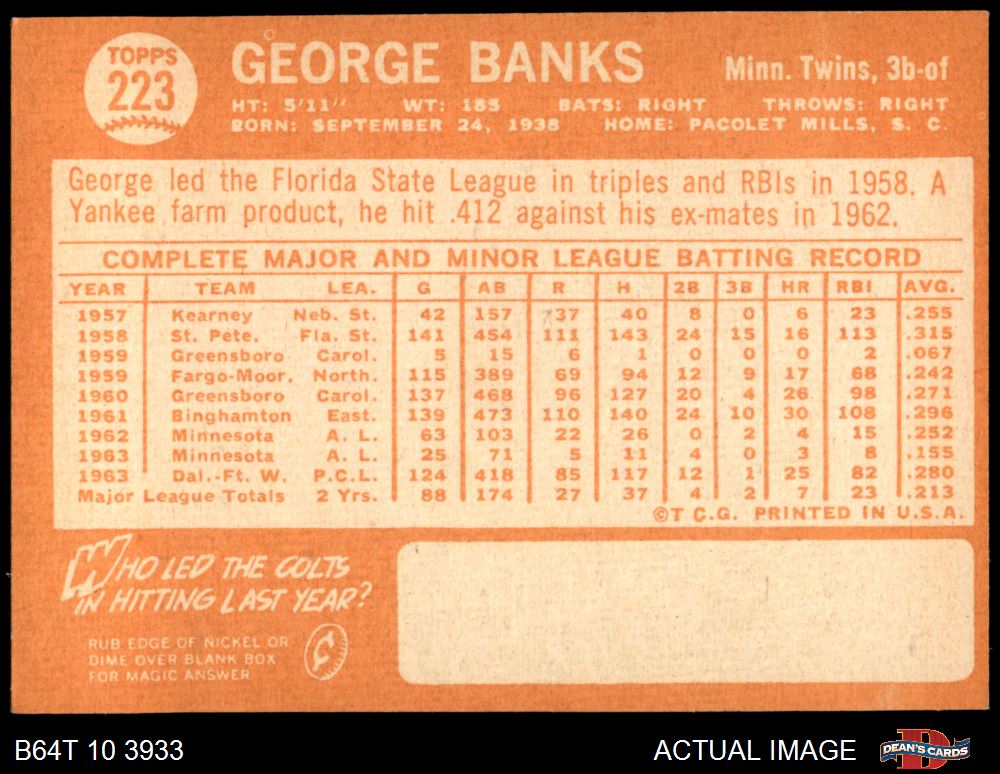 TOPPS
223
GEORGE BANKS
Minn. Twins, 3b-of
HT: 5'11" WT: 185 BATS: RIGHT THROWS: RIGHT
BORN: SEPTEMBER 24, 1938 HOME: PACOLET MILLS, S. C.
George led the Florida State League in triples and RBIs in 1958. A
Yankee farm product, he hit .412 against his ex-mates in 1962.
COMPLETE MAJOR AND MINOR LEAGUE BATTING RECORD
YEAR TEAM LEA. G AB R H 2B 3B HR RBI AVG.
1957 Kearney Neb. St. 42 157 37 40 8 0 6 23 .255
1958 St. Pete. Fla. St. 141 454 111 143 24 15 16 113 .315
1959 Greensboro Carol. 5 15 6 1 0 0 0 2 .067
1959 Fargo-Moor. North. 115 389 69 94 12 9 17 68 .242
1960 Greensboro Carol. 137 468 96 127 20 4 26 98 .271
1961 Binghamton East. 139 473 110 140 24 10 30 108 .296
1962 Minnesota A. L. 63 103 22 26 0 2 4 15 .252
1963 Minnesota A. L. 25 71 5 11 4 0 3 8 .155
1963 Dal.-Ft. W. P.C.L. 124 418 85 117 12 1 25 82 .280
Major League Totals 2 Yrs. 88 174 27 37 4 2 7 23 .213
©T C.G. PRINTED IN U.S.A.
WHO LED THE COLTS
IN HITTING LAST YEAR?
RUB EDGE OF NICKEL OR
DIME OVER BLANK BOX
FOR MAGIC ANSWER
¢
B64T 10 3933
ACTUAL IMAGE
B
DEAN'S CARDS